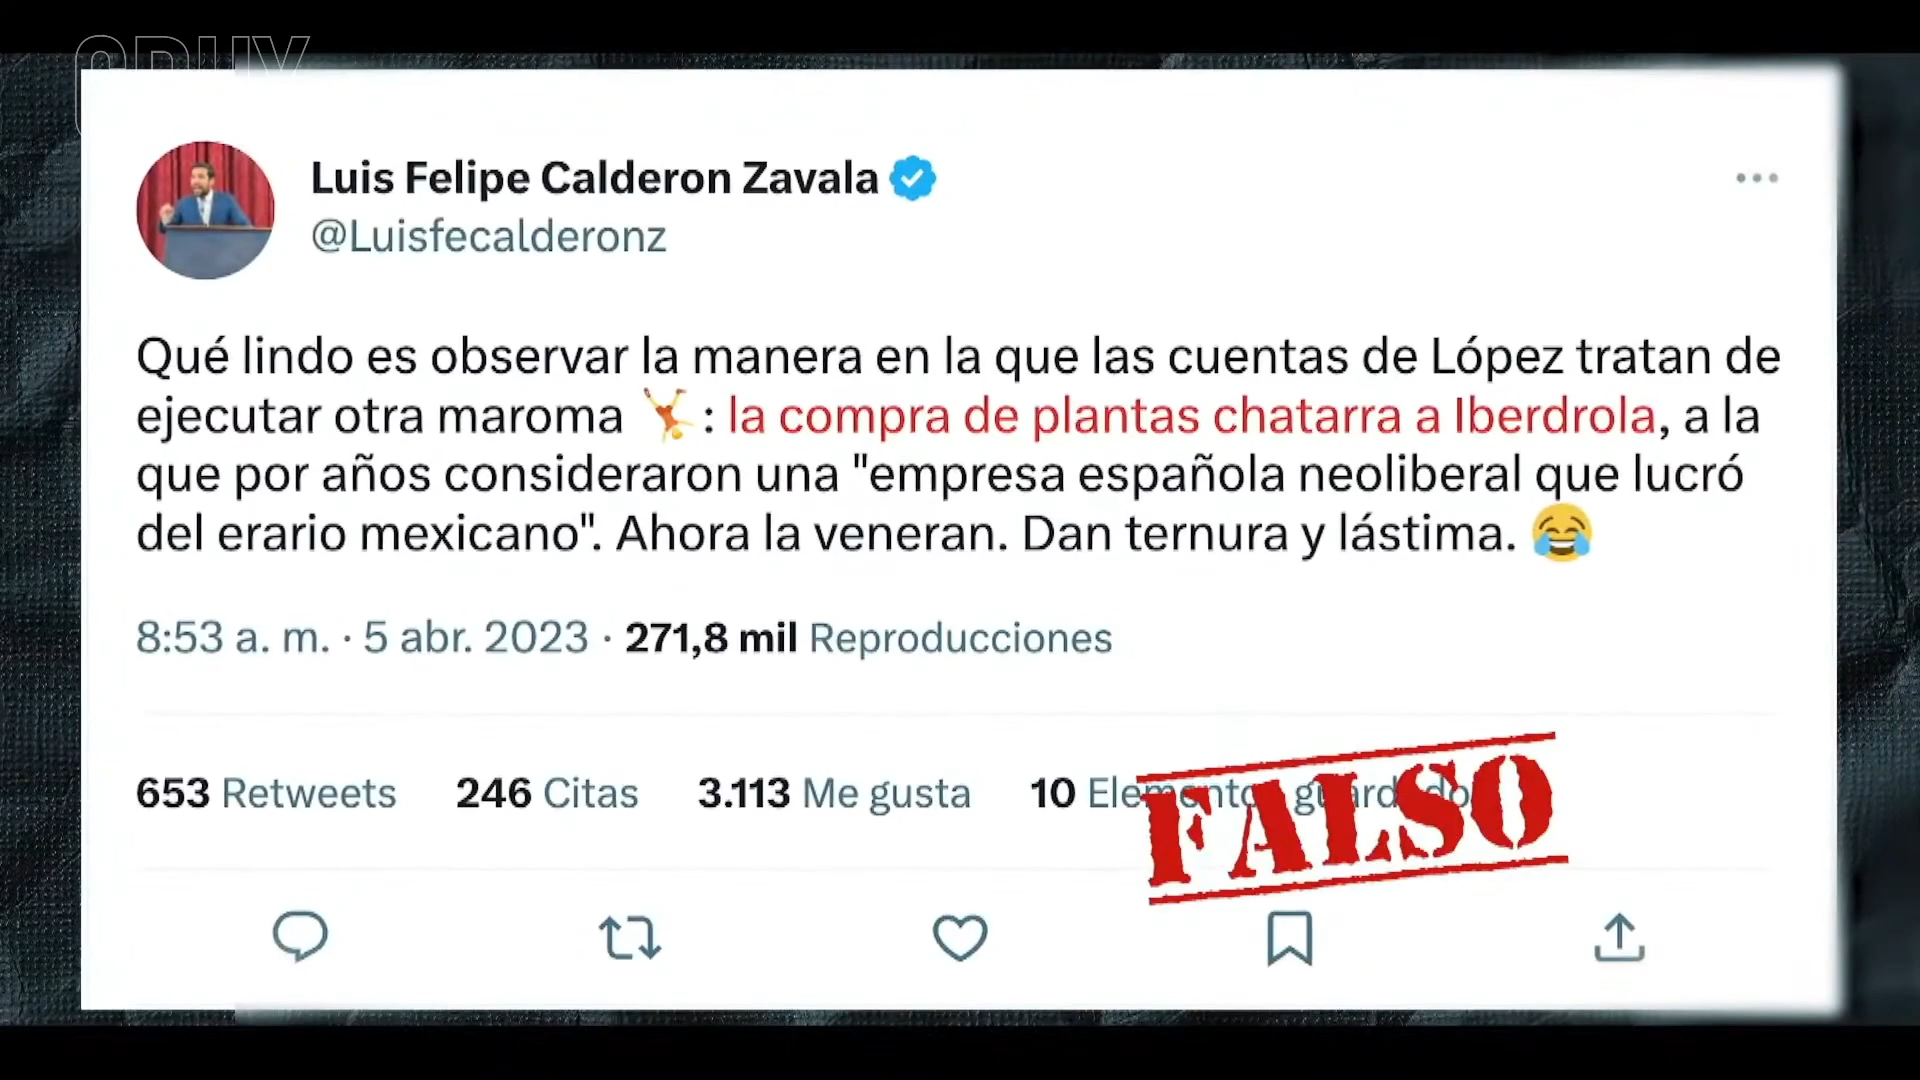 Luis Felipe Calderon Zavala
@Luisfecalderonz
Qué lindo es observar la manera en la que las cuentas de López tratan de
ejecutar otra maroma 🤸: la compra de plantas chatarra a Iberdrola, a la
que por años consideraron una "empresa española neoliberal que lucró
del erario mexicano". Ahora la veneran. Dan ternura y lástima. 😂
8:53 a. m. · 5 abr. 2023 · 271,8 mil Reproducciones
653 Retweets 246 Citas 3.113 Me gusta 10 Elementos guardados
FALSO